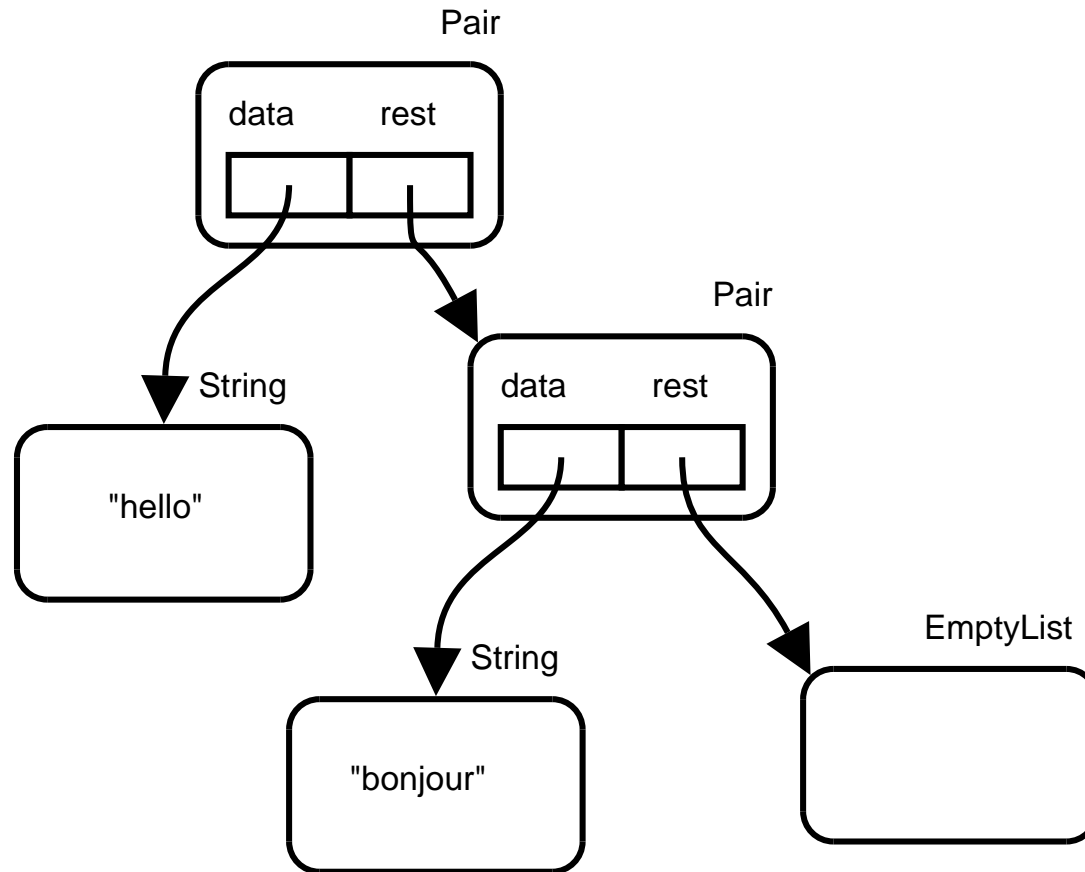 Pair
data rest
Pair
String
data rest
"hello"
EmptyList
String
"bonjour"